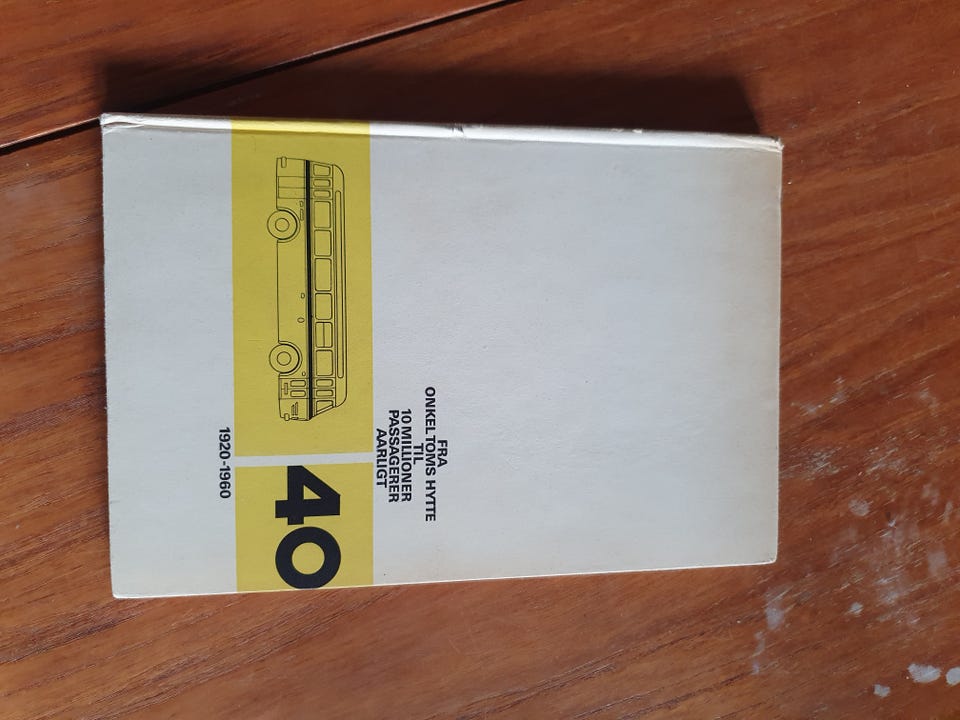 FRA
ONKEL TOMS HYTTE
TIL
10 MILLIONER
PASSAGERER
AARLIGT
40
1920-1960